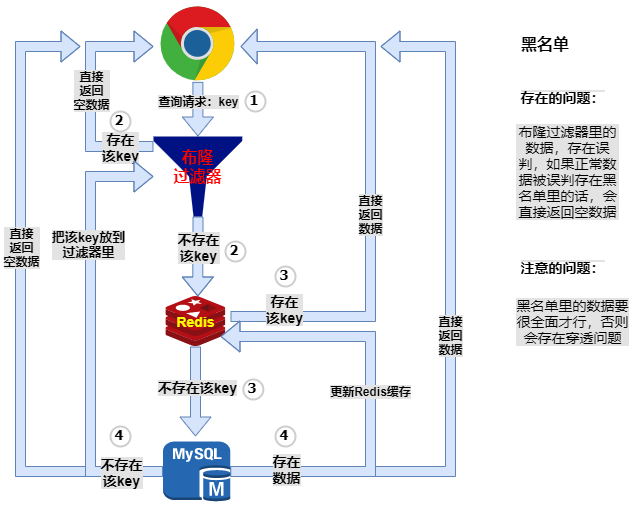 黑名单
存在的问题：
布隆过滤器里的
数据，存在误
判，如果正常数
据被误判存在黑
名单里的话，会
直接返回空数据
注意的问题：
黑名单里的数据要
很全面才行，否则
会存在穿透问题
查询请求：key
1
直接
返回
空数据
2
存在
该key
布隆
过滤器
直接
返回
空数据
把该key放到
过滤器里
不存在
该key
2
直接
返回
数据
3
存在
该key
Redis
直接
返回
数据
不存在该key
3
更新Redis缓存
4
不存在
该key
MySQL
M
4
存在
数据